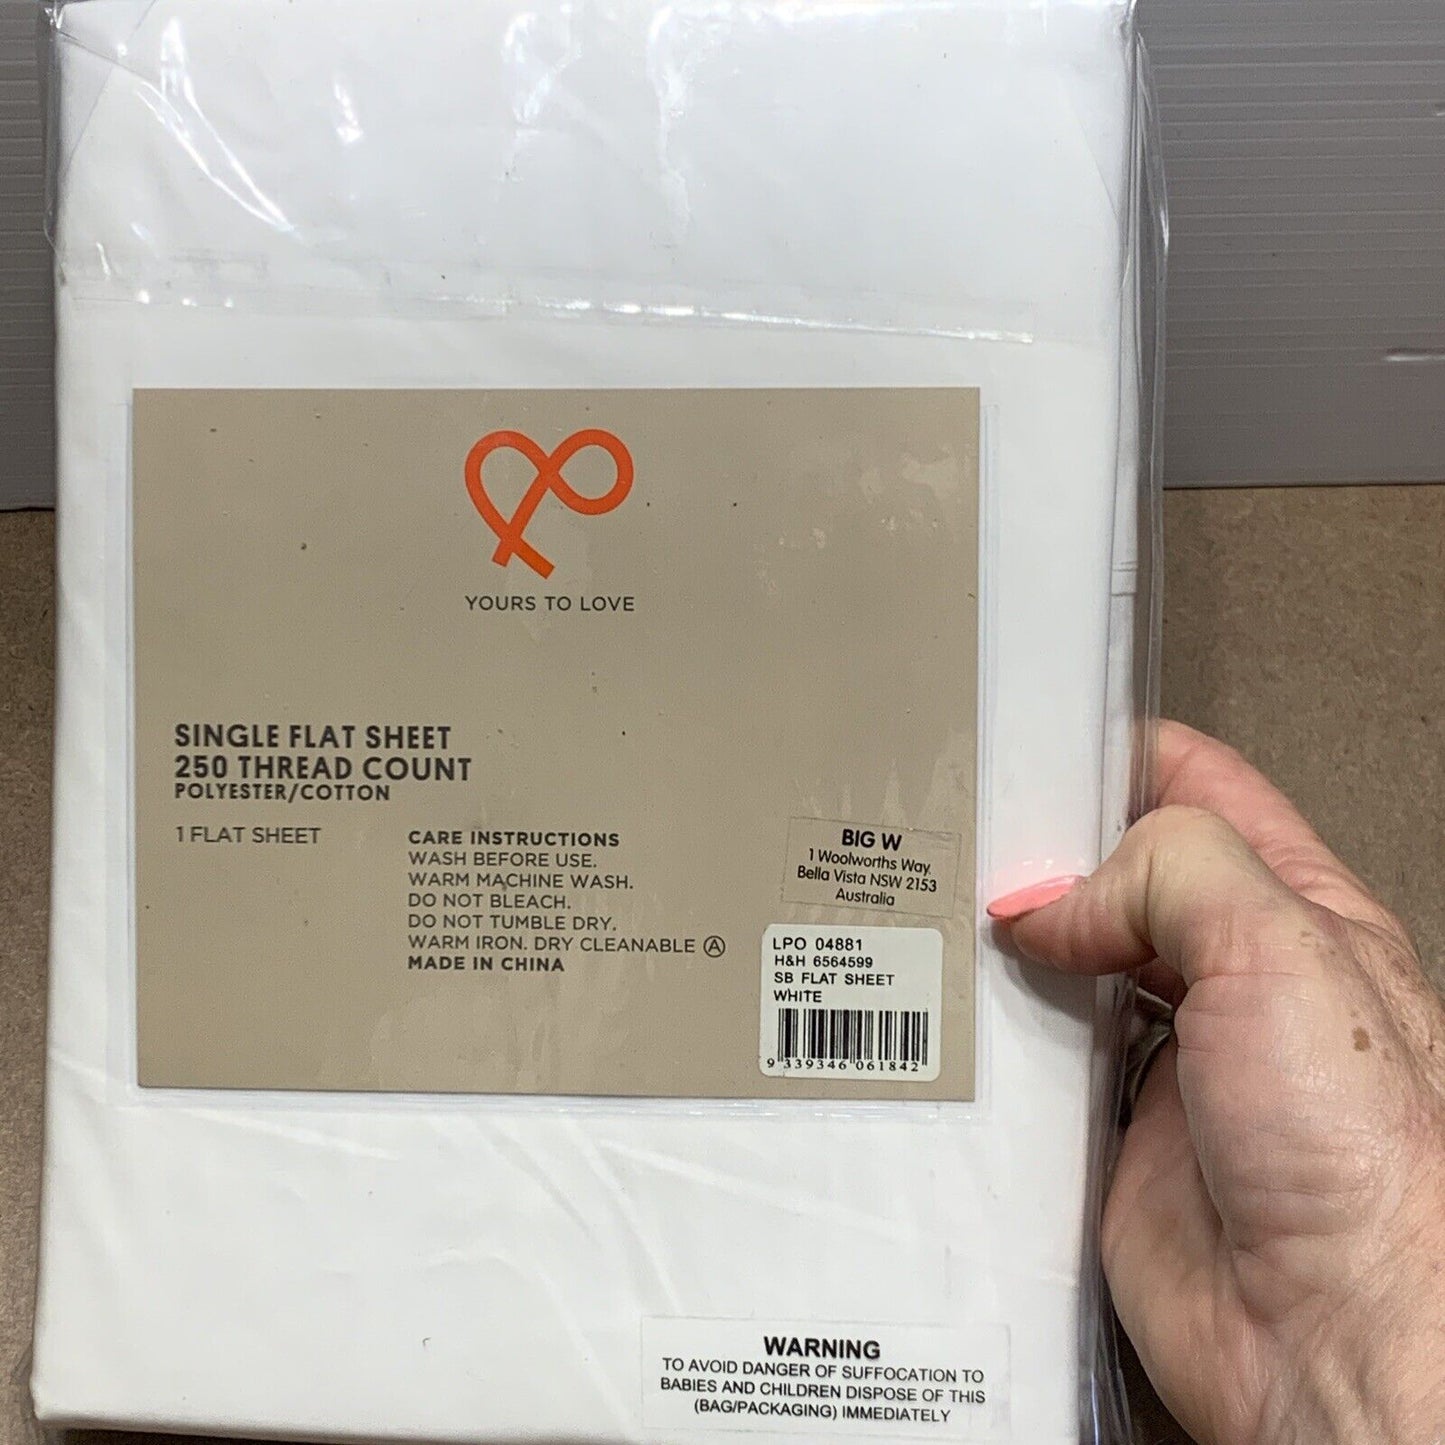 YOURS TO LOVE
SINGLE FLAT SHEET
250 THREAD COUNT
POLYESTER/COTTON
1 FLAT SHEET
CARE INSTRUCTIONS
WASH BEFORE USE.
WARM MACHINE WASH.
DO NOT BLEACH.
DO NOT TUMBLE DRY.
WARM IRON. DRY CLEANABLE Ⓐ
MADE IN CHINA
BIG W
1 Woolworths Way,
Bella Vista NSW 2153
Australia
LPO 04881
H&H 6564599
SB FLAT SHEET
WHITE
9 339346 061842
WARNING
TO AVOID DANGER OF SUFFOCATION TO
BABIES AND CHILDREN DISPOSE OF THIS
(BAG/PACKAGING) IMMEDIATELY